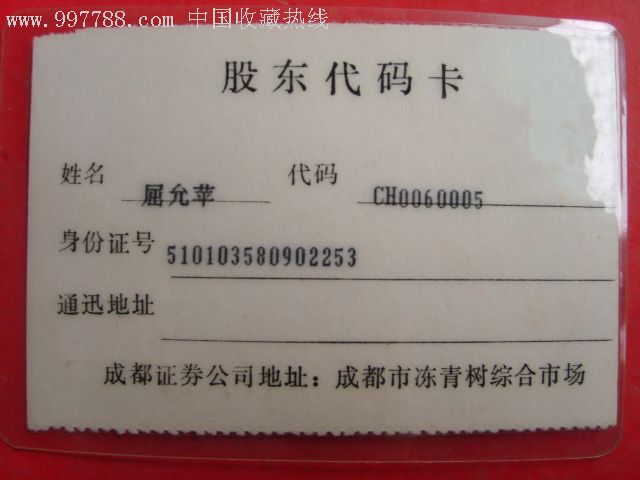 www.997788.com 中国收藏热线
股东代码卡
姓名 屈允苹 代码 CH0060005
身份证号 510103580902253
通迅地址
成都证券公司地址：成都市冻青树综合市场